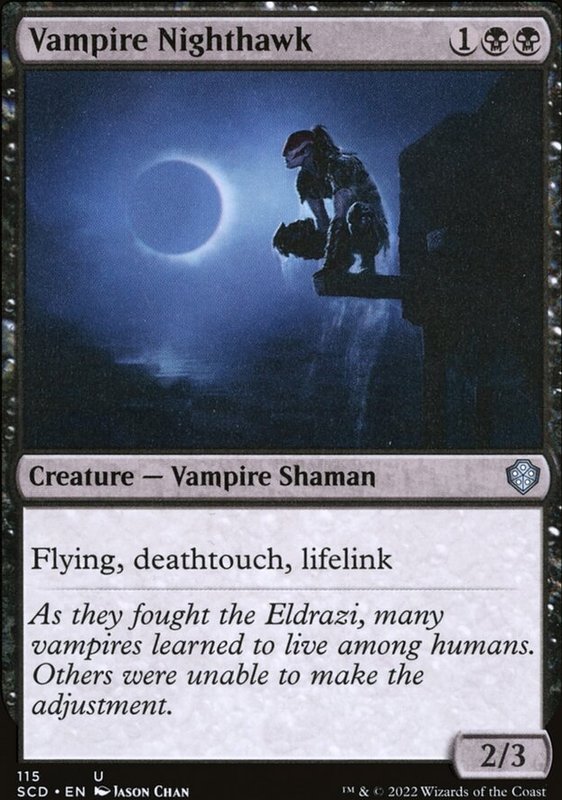 Vampire Nighthawk 1
Creature — Vampire Shaman
Flying, deathtouch, lifelink
As they fought the Eldrazi, many
vampires learned to live among humans.
Others were unable to make the
adjustment.
2/3
115 U
SCD • EN Jason Chan
™ & © 2022 Wizards of the Coast